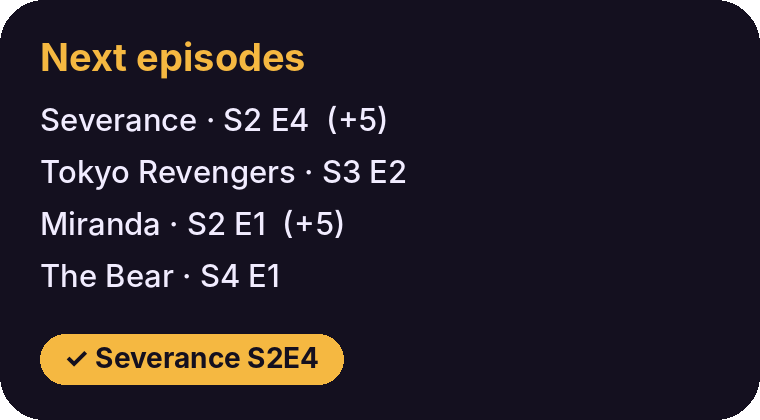 Next episodes
Severance · S2 E4 (+5)
Tokyo Revengers · S3 E2
Miranda · S2 E1 (+5)
The Bear · S4 E1
✓ Severance S2E4